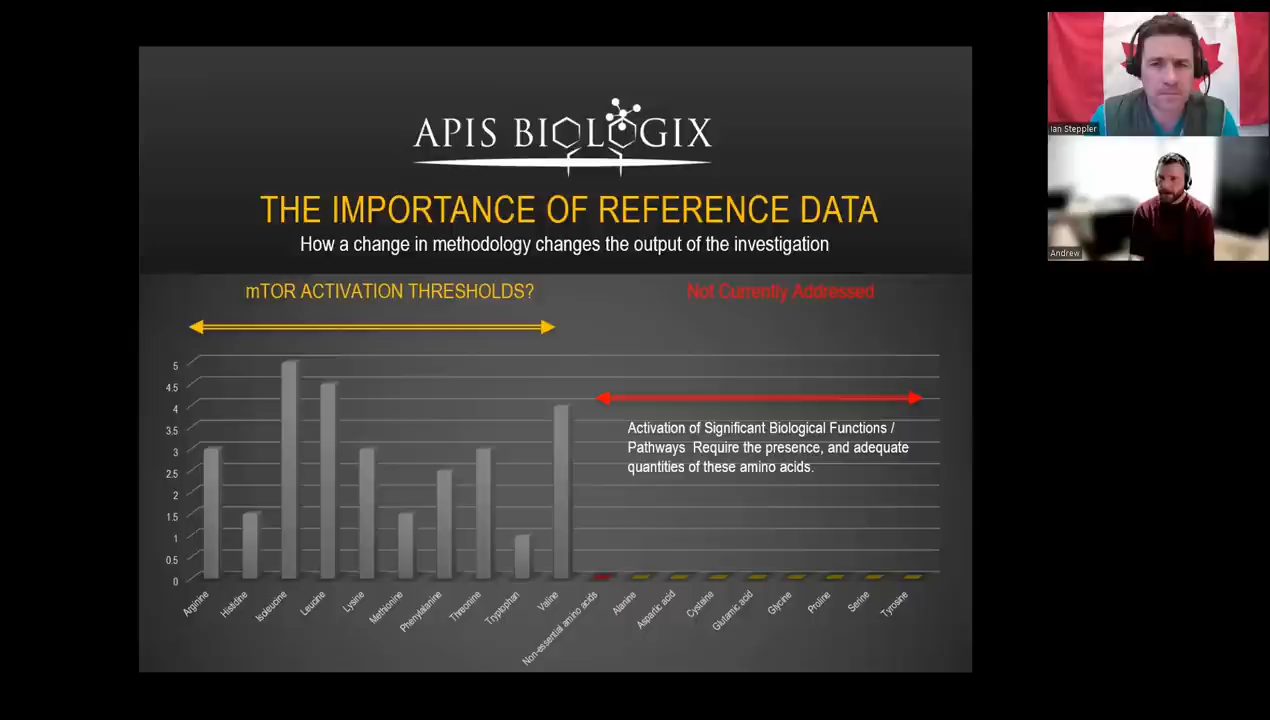 APIS BIOLOGIX
THE IMPORTANCE OF REFERENCE DATA
How a change in methodology changes the output of the investigation
mTOR ACTIVATION THRESHOLDS?
Not Currently Addressed
Activation of Significant Biological Functions /
Pathways Require the presence, and adequate
quantities of these amino acids.
5
4.5
4
3.5
3
2.5
2
1.5
1
0.5
0
Arginine
Histidine
Isoleucine
Leucine
Lysine
Methionine
Phenylalanine
Threonine
Tryptophan
Valine
Non-essential amino acids
Alanine
Aspartic acid
Cystaine
Glutamic acid
Glycine
Proline
Serine
Tyrosine
Ian Steppler
Andrew